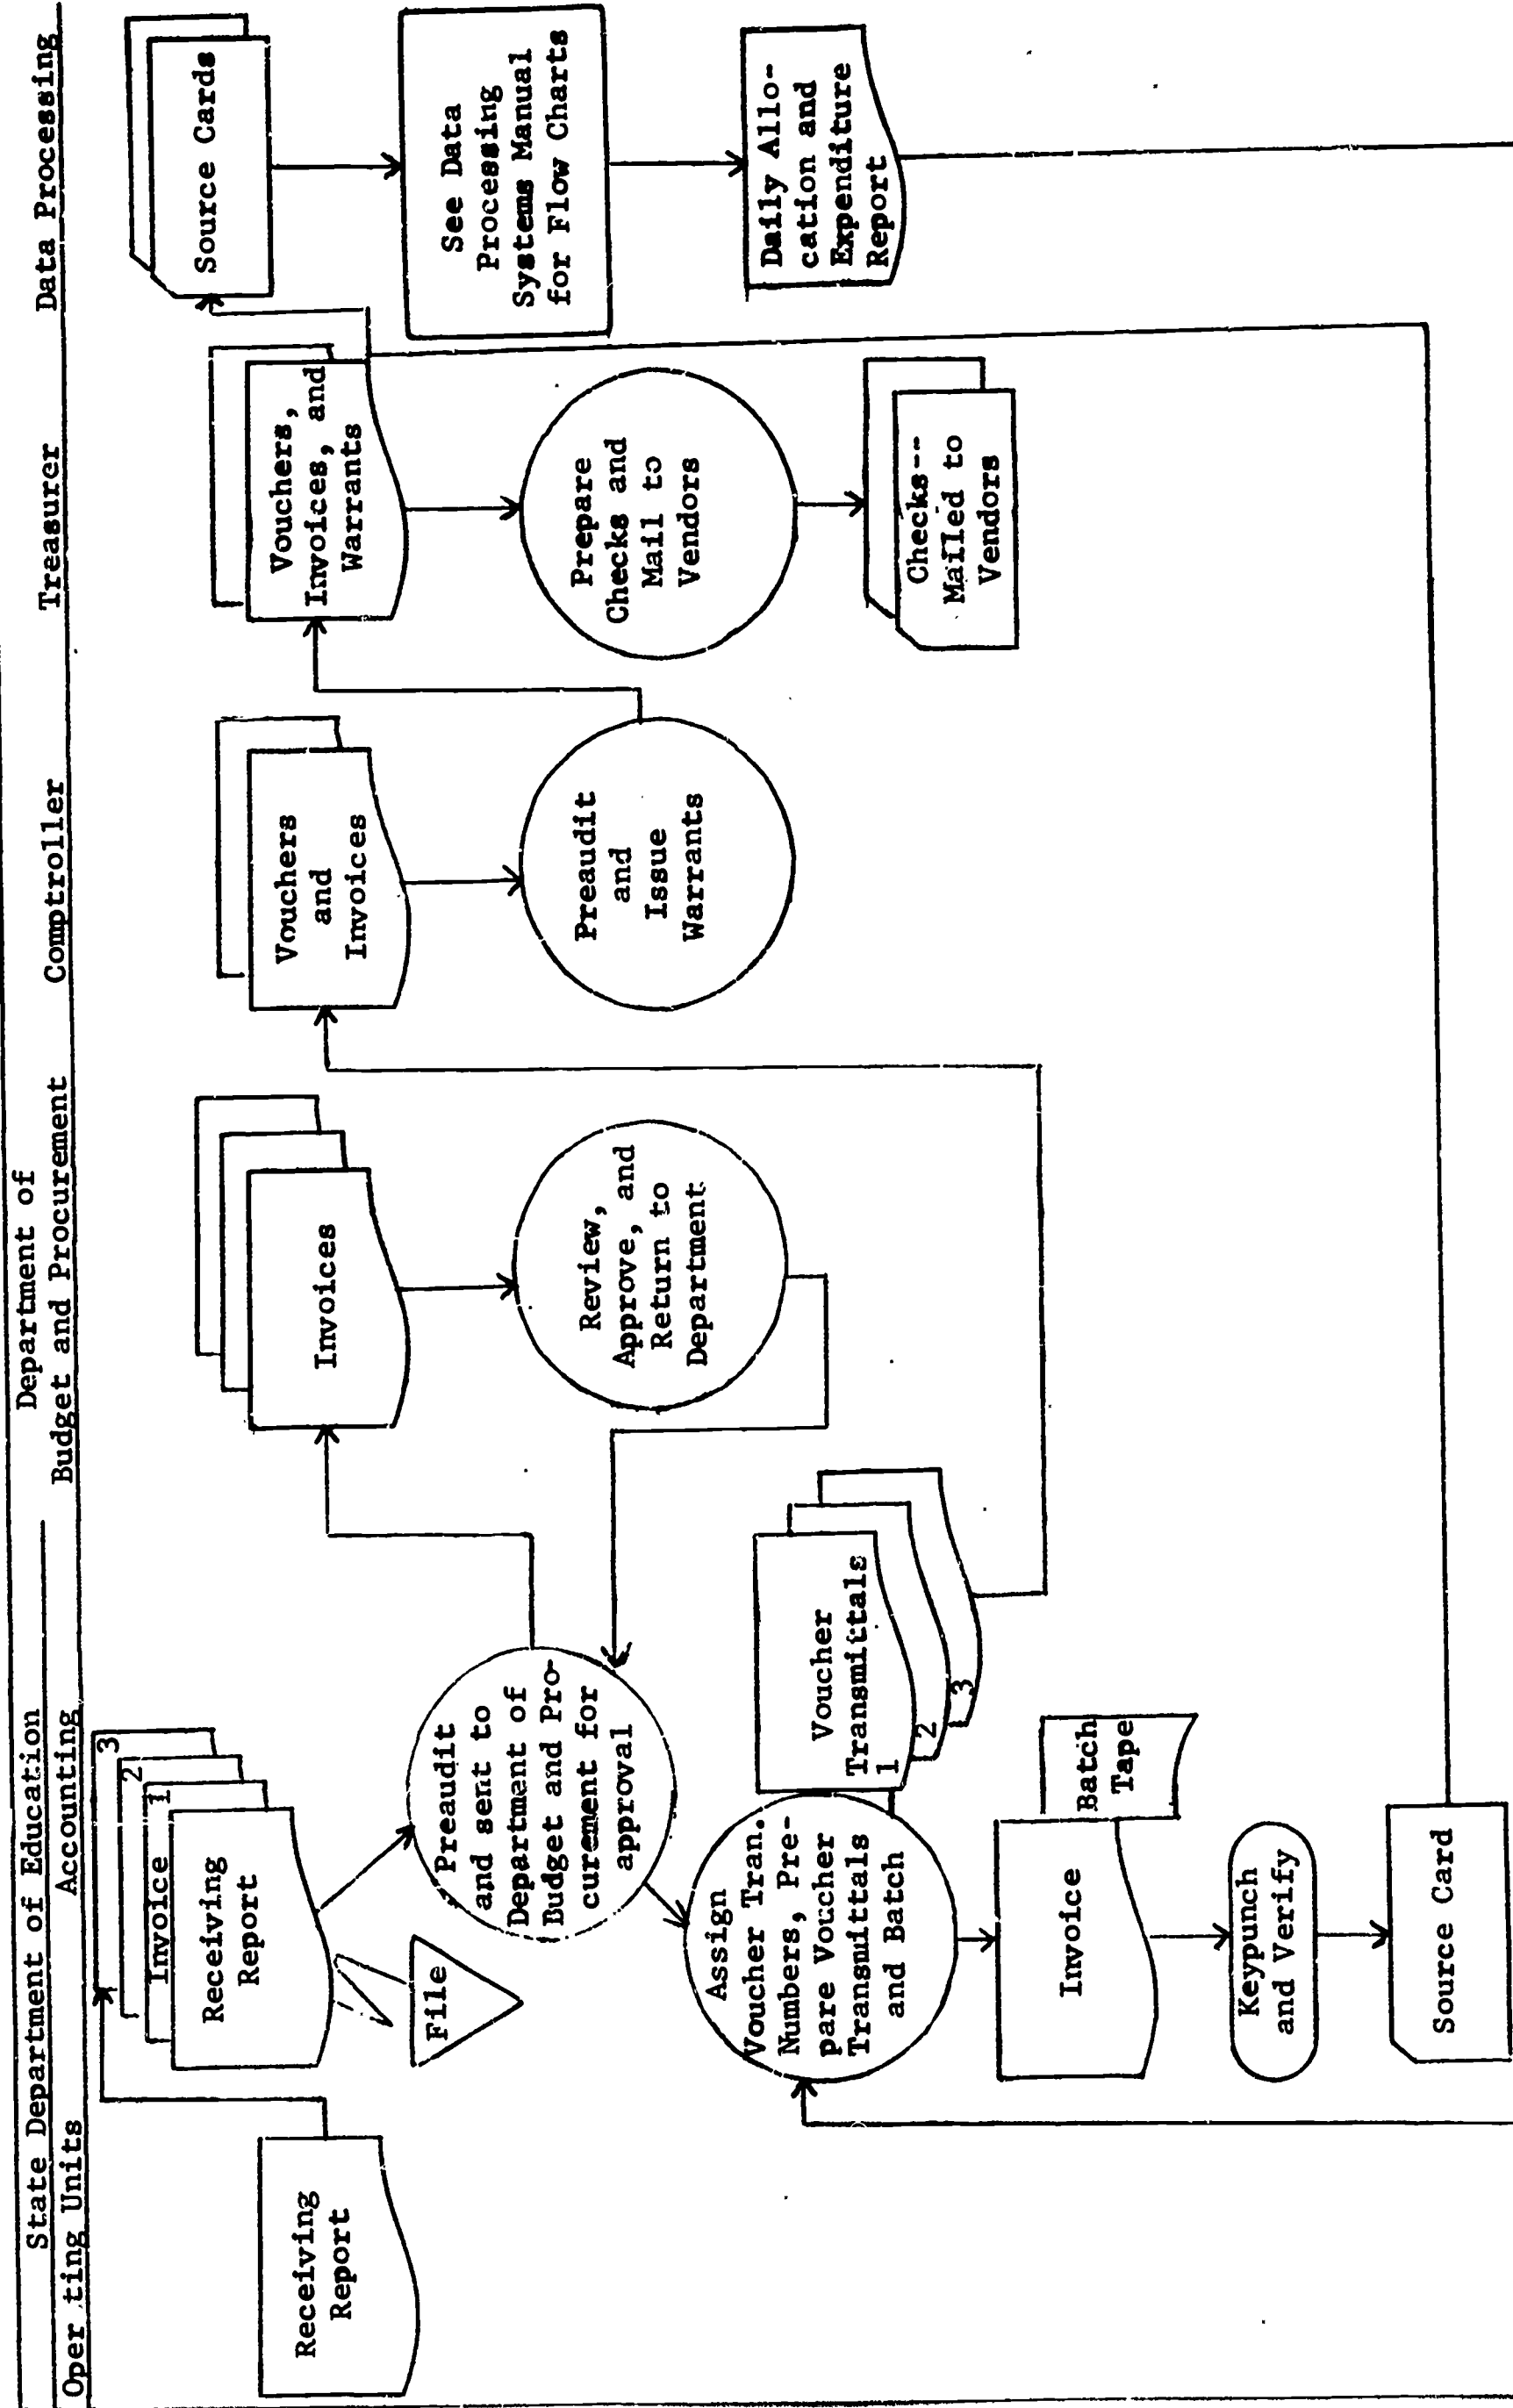 State Department of Education
Department of
Operting Units
Accounting
Budget and Procurement
Comptroller
Treasurer
Data Processing
Receiving
Report
3
2
1
Invoice
Receiving
Report
File
Preaudit
and sent to
Department of
Budget and Pro-
curement for
approval
Assign
Voucher Tran.
Numbers, Pre-
pare Voucher
Transmittals
and Batch
Voucher
Transmittals
1
2
3
Invoice
Batch
Tape
Keypunch
and Verify
Source Card
Invoices
Review,
Approve, and
Return to
Department
Vouchers
and
Invoices
Preaudit
and
Issue
Warrants
Vouchers,
Invoices, and
Warrants
Prepare
Checks and
Mail to
Vendors
Checks--
Mailed to
Vendors
Source Cards
See Data
Processing
Systems Manual
for Flow Charts
Daily Allo-
cation and
Expenditure
Report